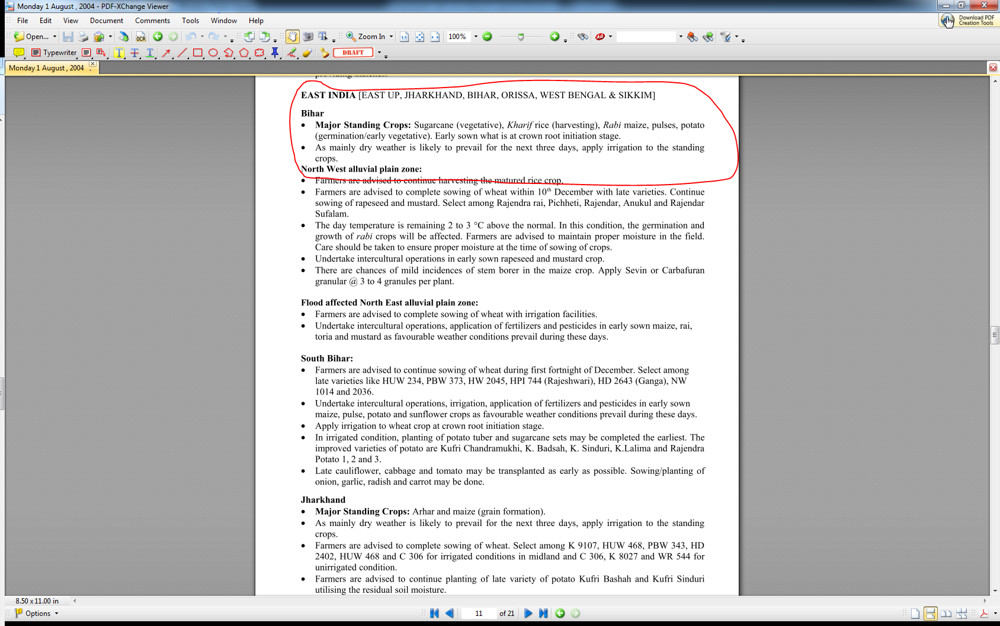 Monday 1 August , 2004 - PDF-XChange Viewer
File Edit View Document Comments Tools Window Help
Download PDF
Creation Tools
Open... OCR Zoom In 1:1 100% Ask
Typewriter T T T DRAFT
Monday 1 August , 2004
providing mulches.
EAST INDIA [EAST UP, JHARKHAND, BIHAR, ORISSA, WEST BENGAL & SIKKIM]
Bihar
• Major Standing Crops: Sugarcane (vegetative), Kharif rice (harvesting), Rabi maize, pulses, potato
(germination/early vegetative). Early sown what is at crown root initiation stage.
• As mainly dry weather is likely to prevail for the next three days, apply irrigation to the standing
crops.
North West alluvial plain zone:
• Farmers are advised to continue harvesting the matured rice crop.
• Farmers are advised to complete sowing of wheat within 10th December with late varieties. Continue
sowing of rapeseed and mustard. Select among Rajendra rai, Pichheti, Rajendar, Anukul and Rajendar
Sufalam.
• The day temperature is remaining 2 to 3 °C above the normal. In this condition, the germination and
growth of rabi crops will be affected. Farmers are advised to maintain proper moisture in the field.
Care should be taken to ensure proper moisture at the time of sowing of crops.
• Undertake intercultural operations in early sown rapeseed and mustard crop.
• There are chances of mild incidences of stem borer in the maize crop. Apply Sevin or Carbafuran
granular @ 3 to 4 granules per plant.
Flood affected North East alluvial plain zone:
• Farmers are advised to complete sowing of wheat with irrigation facilities.
• Undertake intercultural operations, application of fertilizers and pesticides in early sown maize, rai,
toria and mustard as favourable weather conditions prevail during these days.
South Bihar:
• Farmers are advised to continue sowing of wheat during first fortnight of December. Select among
late varieties like HUW 234, PBW 373, HW 2045, HPI 744 (Rajeshwari), HD 2643 (Ganga), NW
1014 and 2036.
• Undertake intercultural operations, irrigation, application of fertilizers and pesticides in early sown
maize, pulse, potato and sunflower crops as favourable weather conditions prevail during these days.
• Apply irrigation to wheat crop at crown root initiation stage.
• In irrigated condition, planting of potato tuber and sugarcane sets may be completed the earliest. The
improved varieties of potato are Kufri Chandramukhi, K. Badsah, K. Sinduri, K.Lalima and Rajendra
Potato 1, 2 and 3.
• Late cauliflower, cabbage and tomato may be transplanted as early as possible. Sowing/planting of
onion, garlic, radish and carrot may be done.
Jharkhand
• Major Standing Crops: Arhar and maize (grain formation).
• As mainly dry weather is likely to prevail for the next three days, apply irrigation to the standing
crops.
• Farmers are advised to complete sowing of wheat. Select among K 9107, HUW 468, PBW 343, HD
2402, HUW 468 and C 306 for irrigated conditions in midland and C 306, K 8027 and WR 544 for
unirrigated condition.
• Farmers are advised to continue planting of late variety of potato Kufri Bashah and Kufri Sinduri
utilising the residual soil moisture.
8.50 x 11.00 in
Options 11 of 21